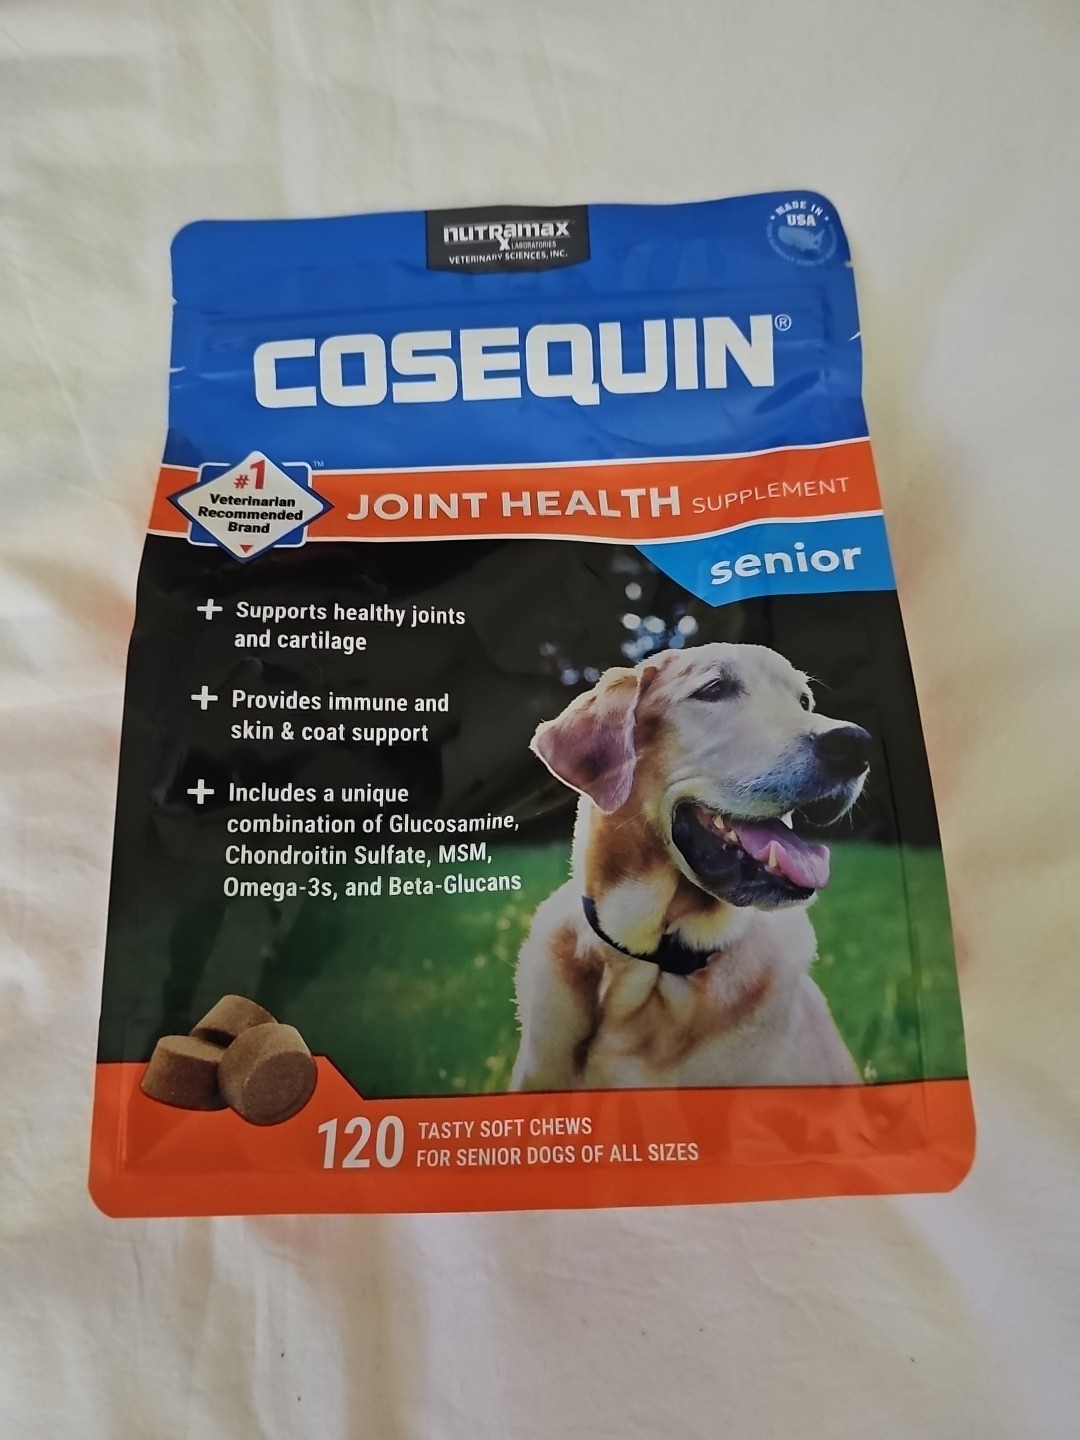 nutramax
LABORATORIES
VETERINARY SCIENCES, INC.
MADE IN
USA
COSEQUIN®
#1
Veterinarian
Recommended
Brand
TM
JOINT HEALTH SUPPLEMENT
senior
+ Supports healthy joints
and cartilage
+ Provides immune and
skin & coat support
+ Includes a unique
combination of Glucosamine,
Chondroitin Sulfate, MSM,
Omega-3s, and Beta-Glucans
120 TASTY SOFT CHEWS
FOR SENIOR DOGS OF ALL SIZES